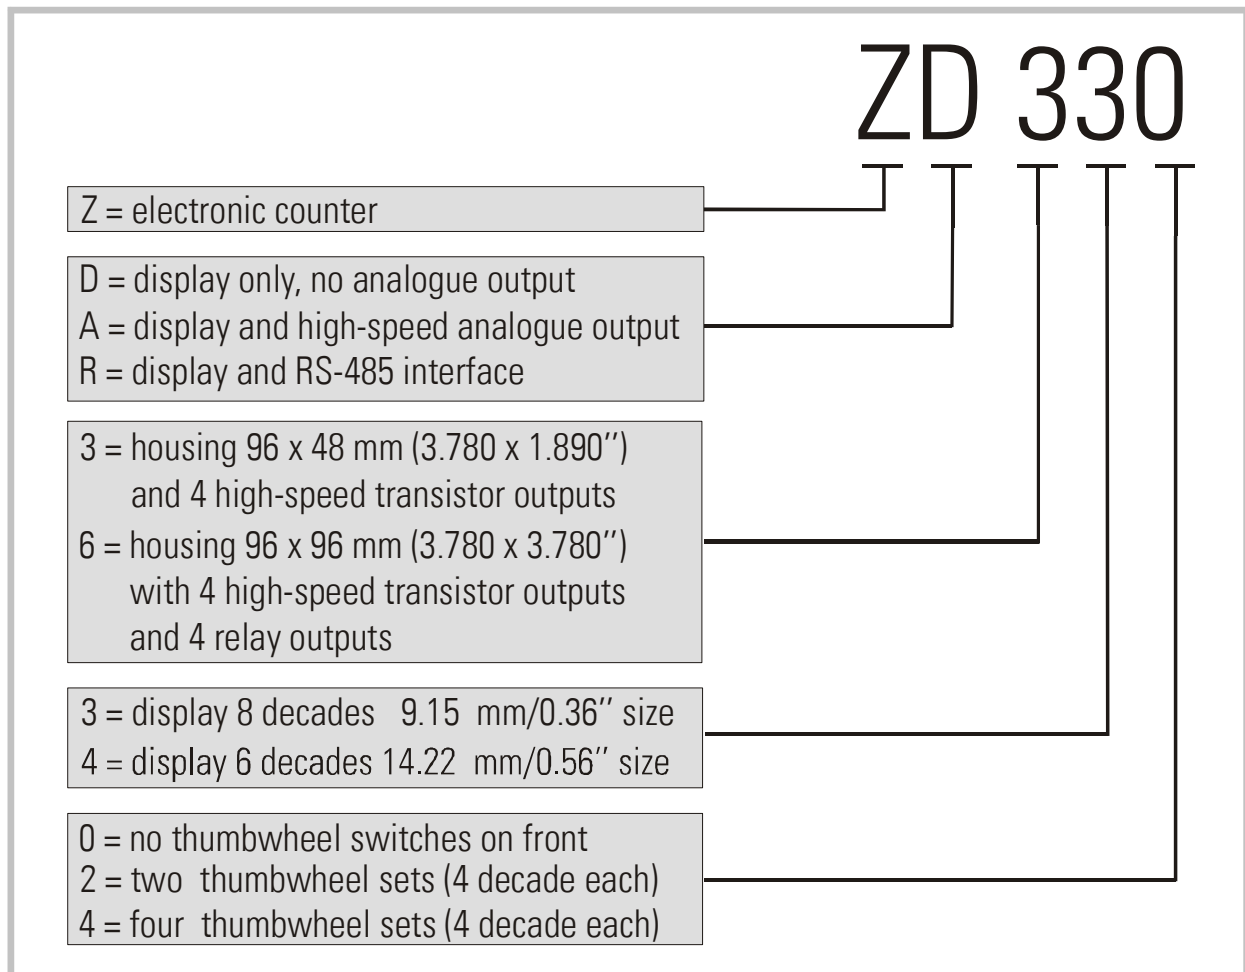 ZD 330
Z = electronic counter
D = display only, no analogue output
A = display and high-speed analogue output
R = display and RS-485 interface
3 = housing 96 x 48 mm (3.780 x 1.890’’)
and 4 high-speed transistor outputs
6 = housing 96 x 96 mm (3.780 x 3.780’’)
with 4 high-speed transistor outputs
and 4 relay outputs
3 = display 8 decades 9.15 mm/0.36’’ size
4 = display 6 decades 14.22 mm/0.56’’ size
0 = no thumbwheel switches on front
2 = two thumbwheel sets (4 decade each)
4 = four thumbwheel sets (4 decade each)